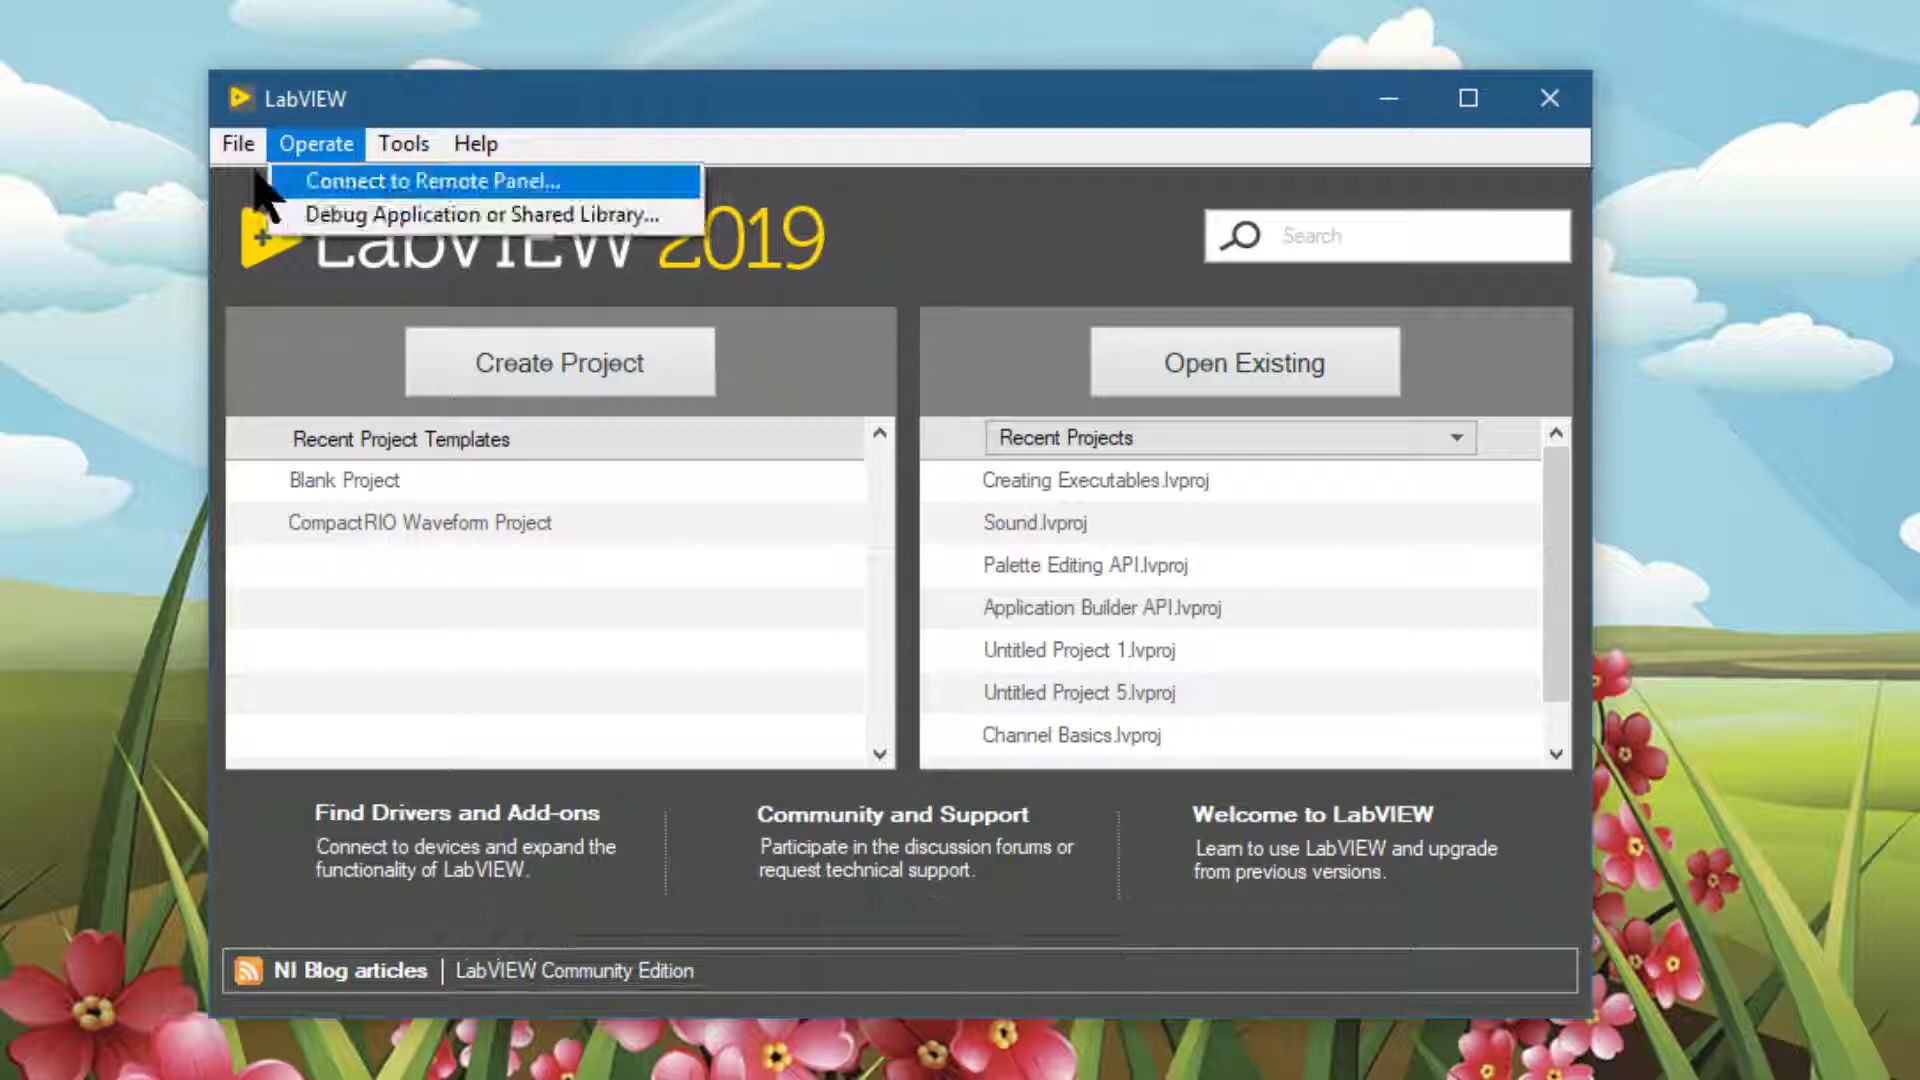 LabVIEW
File Operate Tools Help
Connect to Remote Panel...
Debug Application or Shared Library...
LabVIEW 2019
Search
Create Project
Open Existing
Recent Project Templates
Blank Project
CompactRIO Waveform Project
Recent Projects
Creating Executables.lvproj
Sound.lvproj
Palette Editing API.lvproj
Application Builder API.lvproj
Untitled Project 1.lvproj
Untitled Project 5.lvproj
Channel Basics.lvproj
Find Drivers and Add-ons
Connect to devices and expand the
functionality of LabVIEW.
Community and Support
Participate in the discussion forums or
request technical support.
Welcome to LabVIEW
Learn to use LabVIEW and upgrade
from previous versions.
NI Blog articles | LabVIEW Community Edition